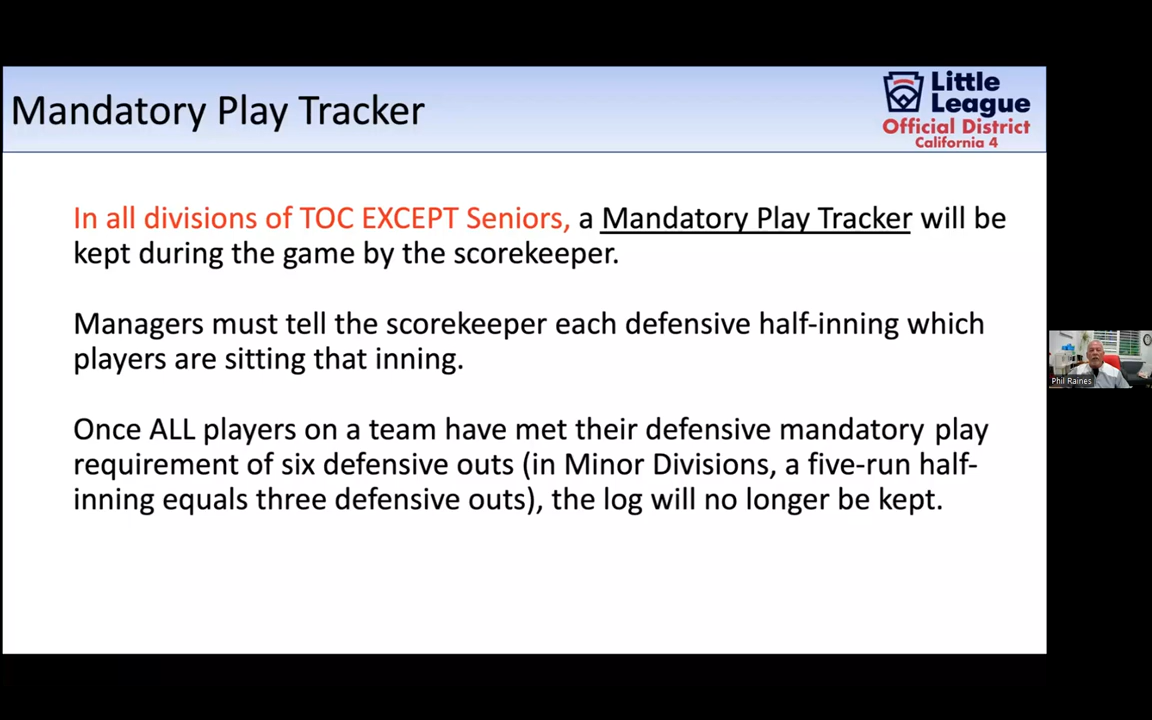 Mandatory Play Tracker
Little
League
Official District
California 4
In all divisions of TOC EXCEPT Seniors, a Mandatory Play Tracker will be
kept during the game by the scorekeeper.
Managers must tell the scorekeeper each defensive half-inning which
players are sitting that inning.
Once ALL players on a team have met their defensive mandatory play
requirement of six defensive outs (in Minor Divisions, a five-run half-
inning equals three defensive outs), the log will no longer be kept.
Phil Raines